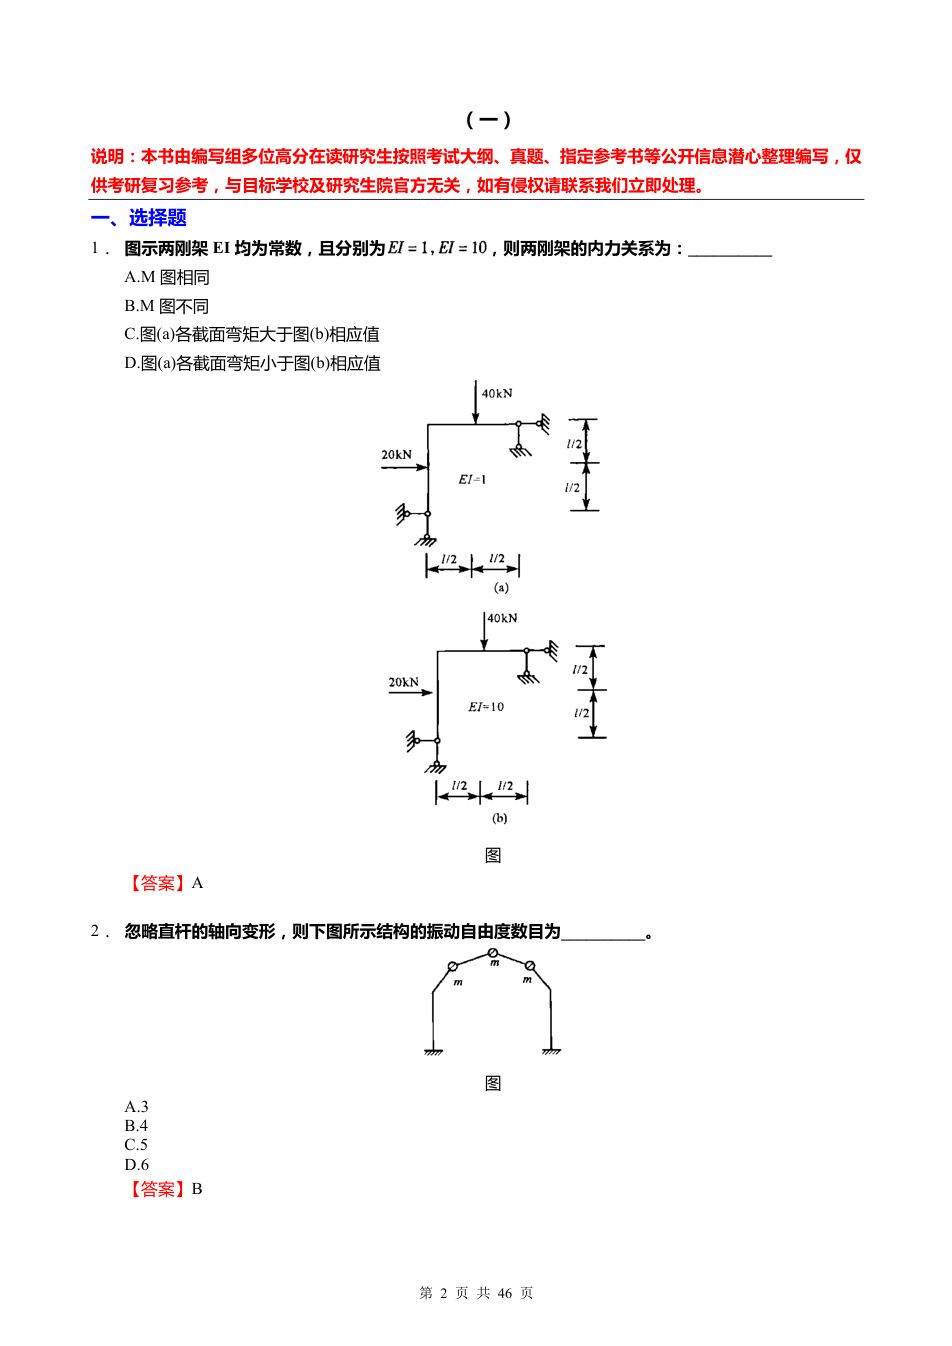 （一）
说明：本书由编写组多位高分在读研究生按照考试大纲、真题、指定参考书等公开信息潜心整理编写，仅
供考研复习参考，与目标学校及研究生院官方无关，如有侵权请联系我们立即处理。
一、选择题
1． 图示两刚架 EI 均为常数，且分别为EI = 1, EI = 10，则两刚架的内力关系为：__________
A.M 图相同
B.M 图不同
C.图(a)各截面弯矩大于图(b)相应值
D.图(a)各截面弯矩小于图(b)相应值
40kN
l/2
20kN
EI=1
l/2
l/2 l/2
(a)
40kN
l/2
20kN
EI=10
l/2
l/2 l/2
(b)
图
【答案】A
2． 忽略直杆的轴向变形，则下图所示结构的振动自由度数目为__________。
m
m m
图
A.3
B.4
C.5
D.6
【答案】B
第 2 页 共 46 页